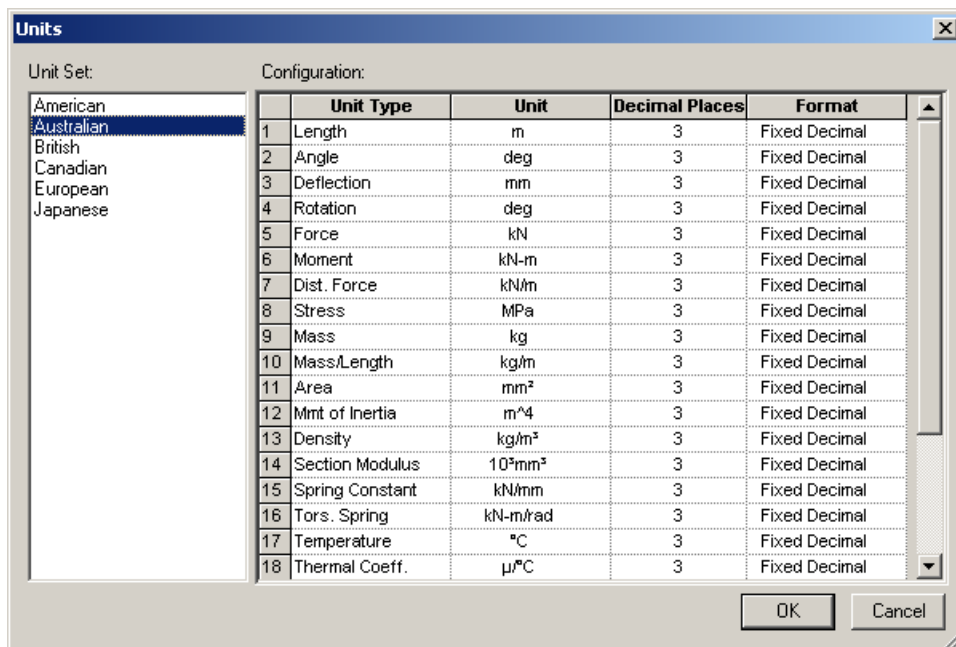 Units
Unit Set:
Configuration:
American
Australian
British
Canadian
European
Japanese
Unit Type Unit Decimal Places Format
1 Length m 3 Fixed Decimal
2 Angle deg 3 Fixed Decimal
3 Deflection mm 3 Fixed Decimal
4 Rotation deg 3 Fixed Decimal
5 Force kN 3 Fixed Decimal
6 Moment kN-m 3 Fixed Decimal
7 Dist. Force kN/m 3 Fixed Decimal
8 Stress MPa 3 Fixed Decimal
9 Mass kg 3 Fixed Decimal
10 Mass/Length kg/m 3 Fixed Decimal
11 Area mm² 3 Fixed Decimal
12 Mmt of Inertia m^4 3 Fixed Decimal
13 Density kg/m³ 3 Fixed Decimal
14 Section Modulus 10³mm³ 3 Fixed Decimal
15 Spring Constant kN/mm 3 Fixed Decimal
16 Tors. Spring kN-m/rad 3 Fixed Decimal
17 Temperature °C 3 Fixed Decimal
18 Thermal Coeff. µ/°C 3 Fixed Decimal
OK Cancel